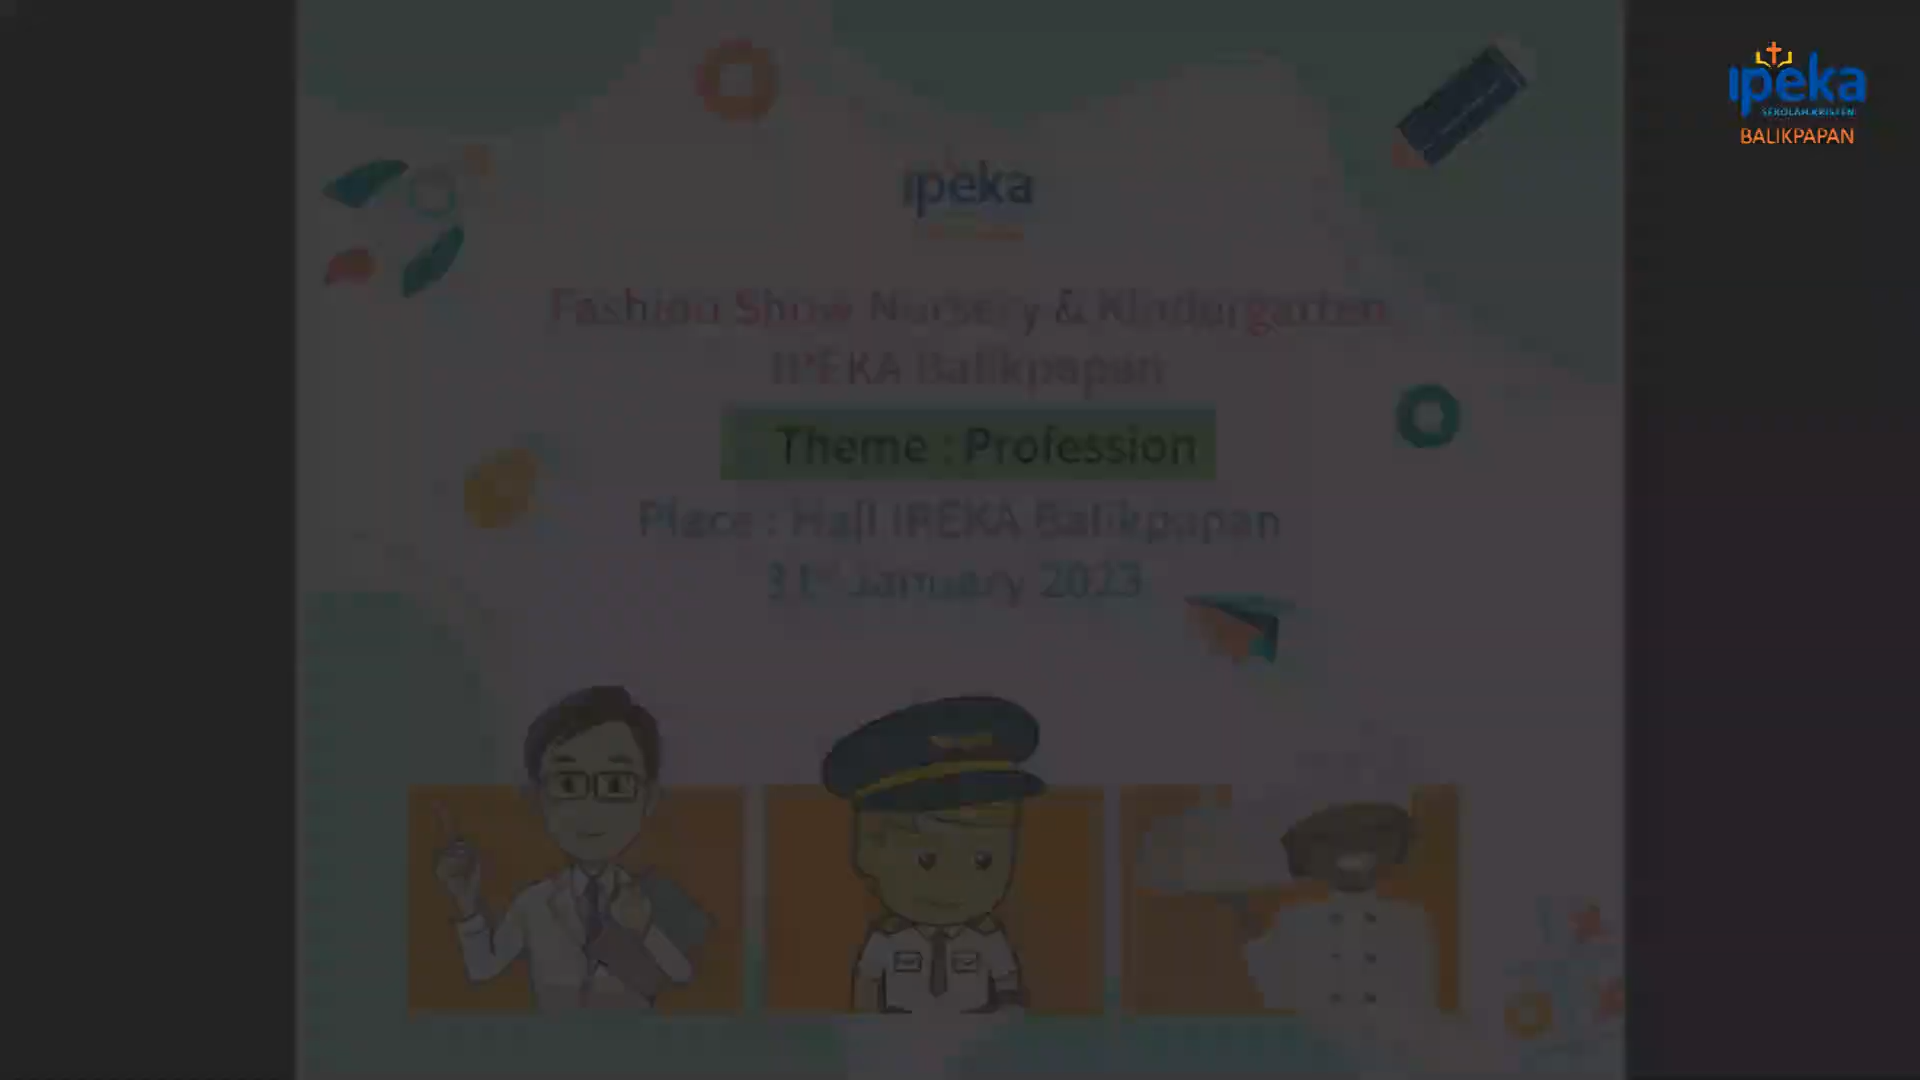 ipeka
SEKOLAH KRISTEN
BALIKPAPAN
ipeka
Fashion Show Nursery & Kindergarten
IPEKA Balikpapan
Theme : Profession
Place : Hall IPEKA Balikpapan
31st January 2023